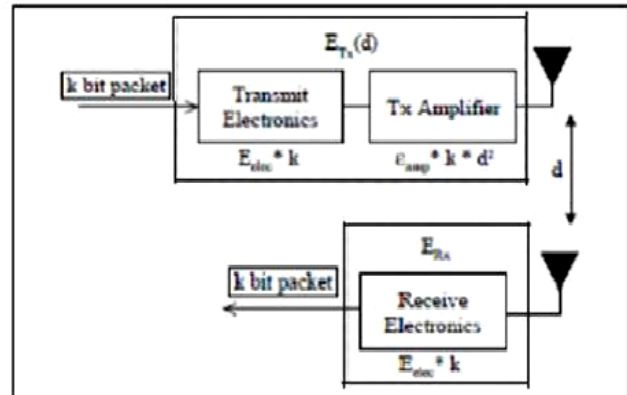 E_Tx(d)
k bit packet
Transmit
Electronics
Tx Amplifier
E_elec * k
ε_amp * k * d²
d
E_Rx
k bit packet
Receive
Electronics
E_elec * k